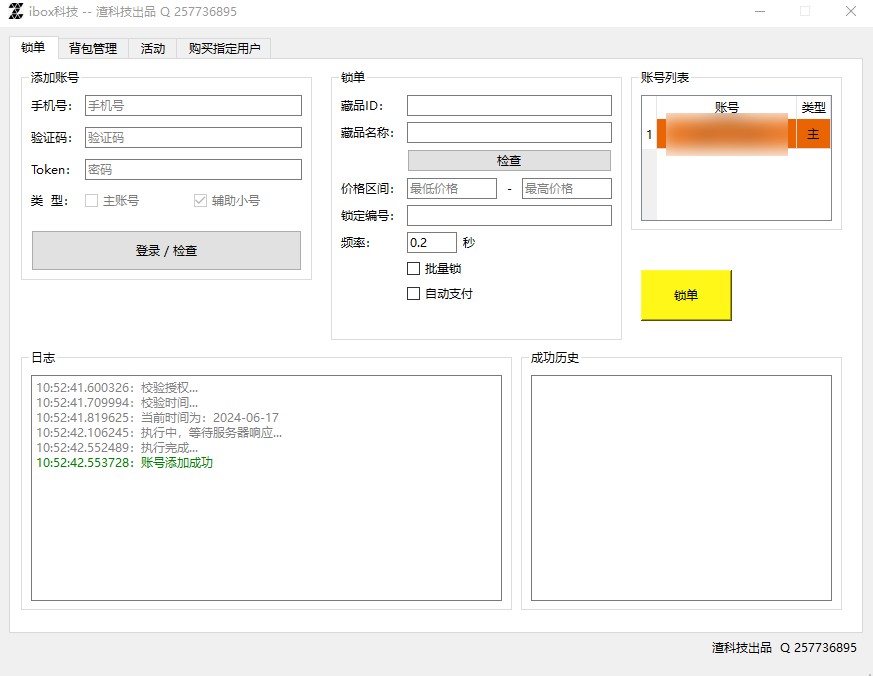 ibox科技 -- 渣科技出品 Q 257736895
锁单 背包管理 活动 购买指定用户
添加账号
手机号： 手机号
验证码： 验证码
Token： 密码
类 型： 主账号 辅助小号
登录 / 检查
锁单
藏品ID：
藏品名称：
检查
价格区间： 最低价格 - 最高价格
锁定编号：
频率： 0.2 秒
批量锁
自动支付
账号列表
账号 类型
1 主
锁单
日志
10:52:41.600326：校验授权...
10:52:41.709994：校验时间...
10:52:41.819625：当前时间为：2024-06-17
10:52:42.106245：执行中，等待服务器响应...
10:52:42.552489：执行完成...
10:52:42.553728：账号添加成功
成功历史
渣科技出品 Q 257736895